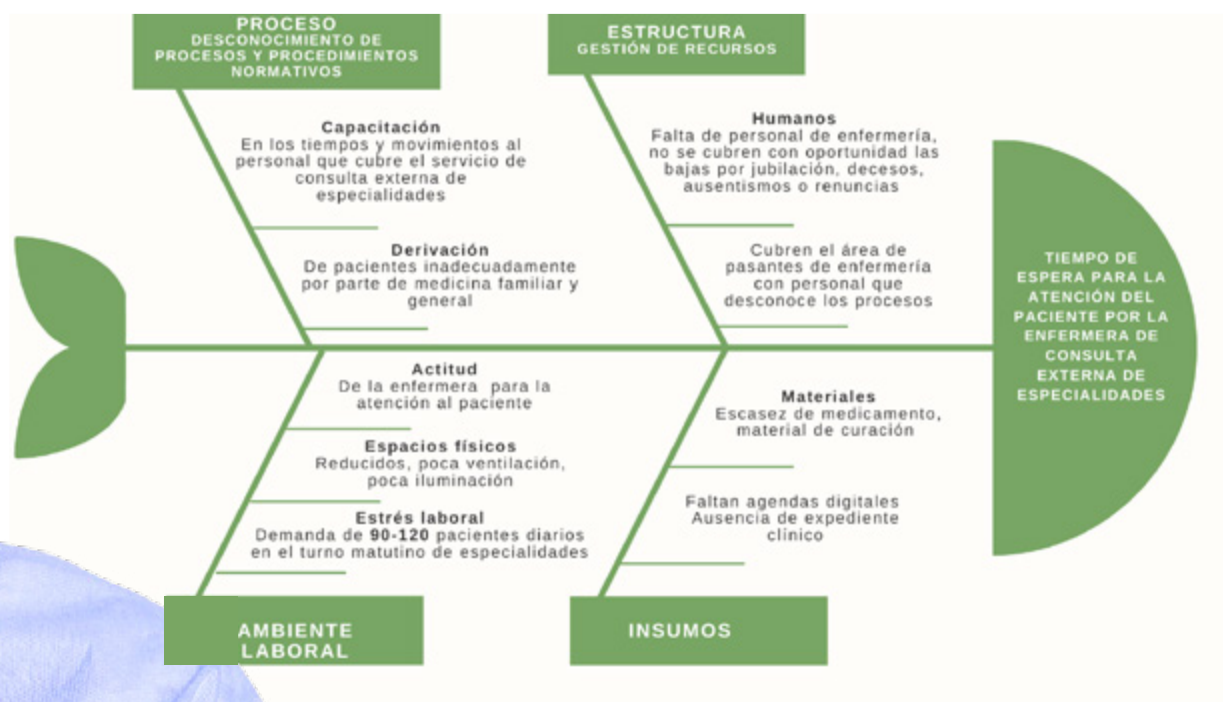 PROCESO
DESCONOCIMIENTO DE
PROCESOS Y PROCEDIMIENTOS
NORMATIVOS
ESTRUCTURA
GESTIÓN DE RECURSOS
Capacitación
En los tiempos y movimientos al
personal que cubre el servicio de
consulta externa de
especialidades
Derivación
De pacientes inadecuadamente
por parte de medicina familiar y
general
Humanos
Falta de personal de enfermería,
no se cubren con oportunidad las
bajas por jubilación, decesos,
ausentismos o renuncias
Cubren el área de
pasantes de enfermería
con personal que
desconoce los procesos
TIEMPO DE
ESPERA PARA LA
ATENCIÓN DEL
PACIENTE POR LA
ENFERMERA DE
CONSULTA
EXTERNA DE
ESPECIALIDADES
Actitud
De la enfermera para la
atención al paciente
Espacios físicos
Reducidos, poca ventilación,
poca iluminación
Estrés laboral
Demanda de 90-120 pacientes diarios
en el turno matutino de especialidades
Materiales
Escasez de medicamento,
material de curación
Faltan agendas digitales
Ausencia de expediente
clínico
AMBIENTE
LABORAL
INSUMOS